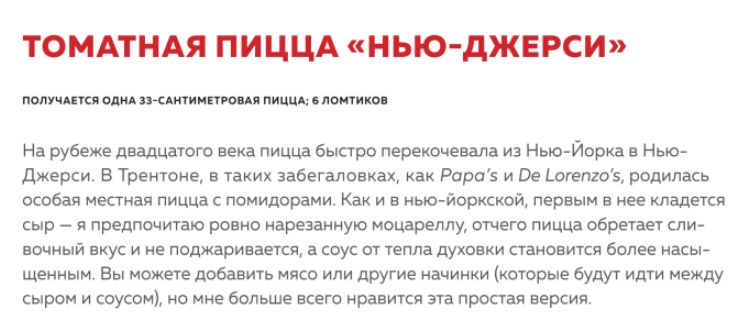 ТОМАТНАЯ ПИЦЦА «НЬЮ-ДЖЕРСИ»
ПОЛУЧАЕТСЯ ОДНА 33-САНТИМЕТРОВАЯ ПИЦЦА; 6 ЛОМТИКОВ
На рубеже двадцатого века пицца быстро перекочевала из Нью-Йорка в Нью-
Джерси. В Трентоне, в таких забегаловках, как Papa’s и De Lorenzo’s, родилась
особая местная пицца с помидорами. Как и в нью-йоркской, первым в нее кладется
сыр — я предпочитаю ровно нарезанную моцареллу, отчего пицца обретает сли-
вочный вкус и не поджаривается, а соус от тепла духовки становится более насы-
щенным. Вы можете добавить мясо или другие начинки (которые будут идти между
сыром и соусом), но мне больше всего нравится эта простая версия.